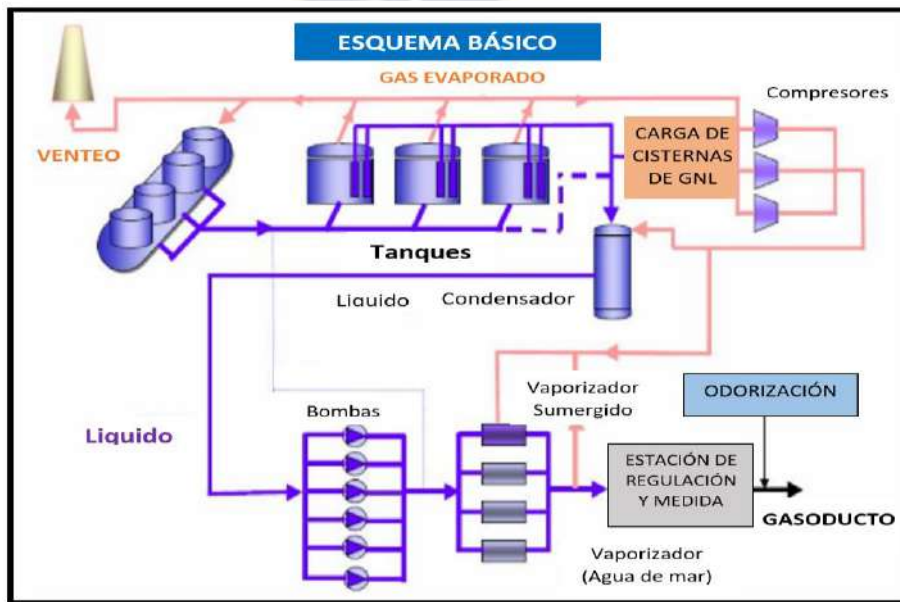 ESQUEMA BÁSICO
GAS EVAPORADO
Compresores
VENTEO
CARGA DE
CISTERNAS
DE GNL
Tanques
Liquido
Condensador
Vaporizador
Sumergido
ODORIZACIÓN
Bombas
Liquido
ESTACIÓN DE
REGULACIÓN
Y MEDIDA
GASODUCTO
Vaporizador
(Agua de mar)